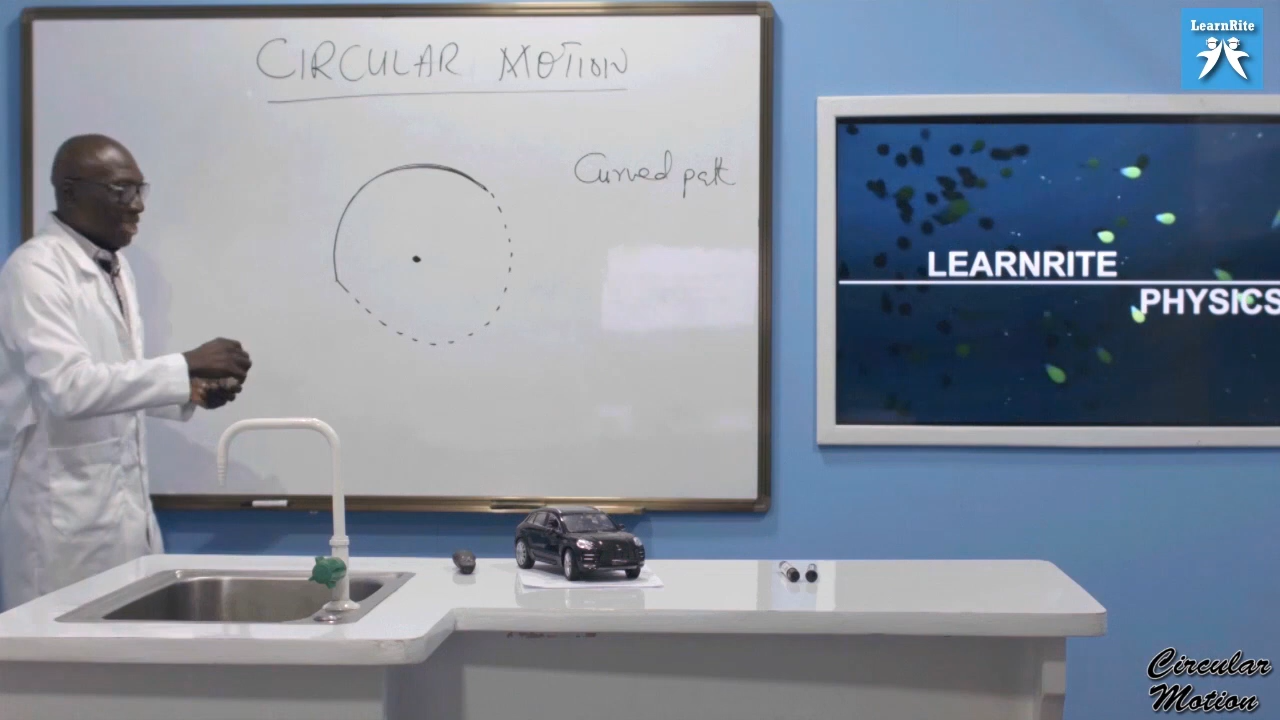 CIRCULAR MOTION
Curved path
LearnRite
LEARNRITE
PHYSICS
Circular
Motion